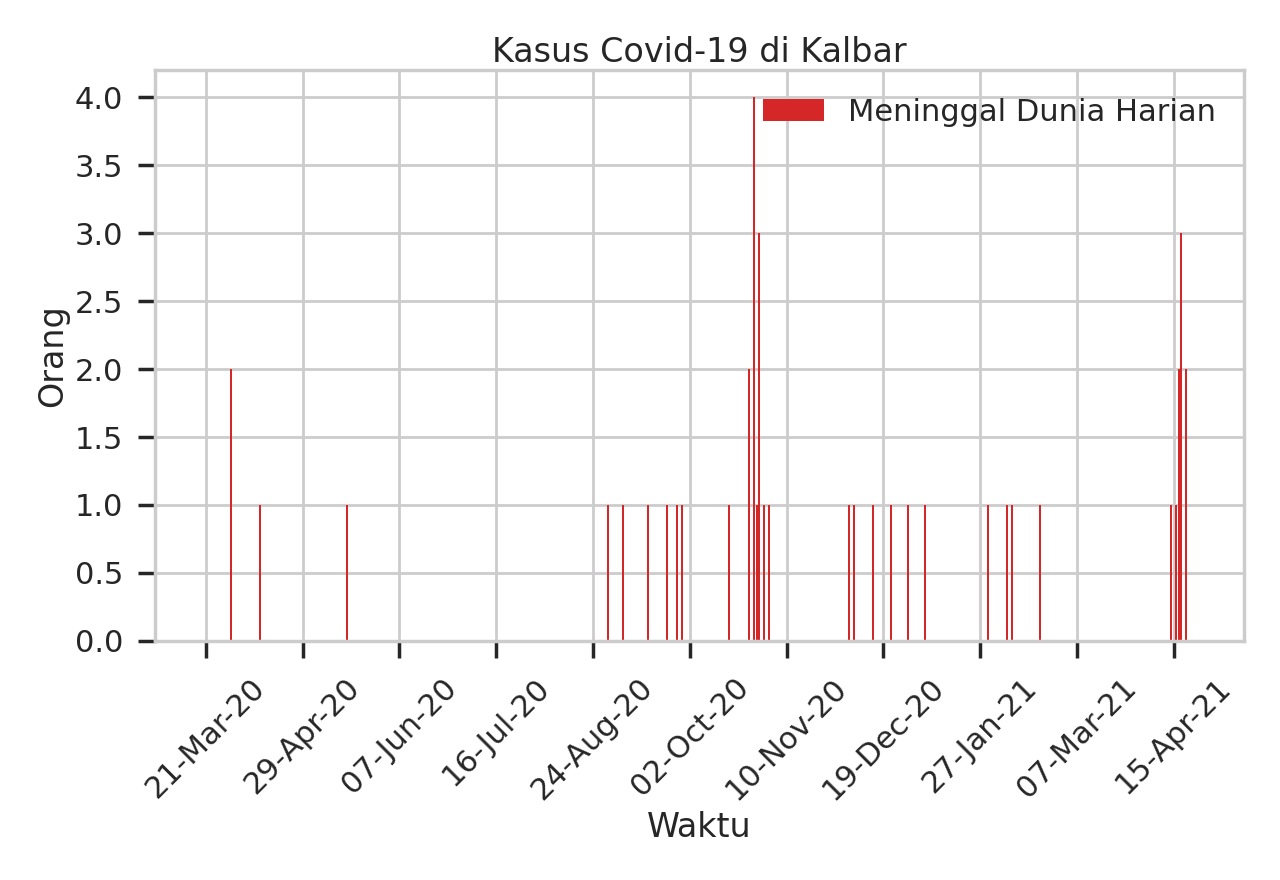 Kasus Covid-19 di Kalbar
Meninggal Dunia Harian
4.0
3.5
3.0
2.5
2.0
1.5
1.0
0.5
0.0
Orang
21-Mar-20
29-Apr-20
07-Jun-20
16-Jul-20
24-Aug-20
02-Oct-20
10-Nov-20
19-Dec-20
27-Jan-21
07-Mar-21
15-Apr-21
Waktu